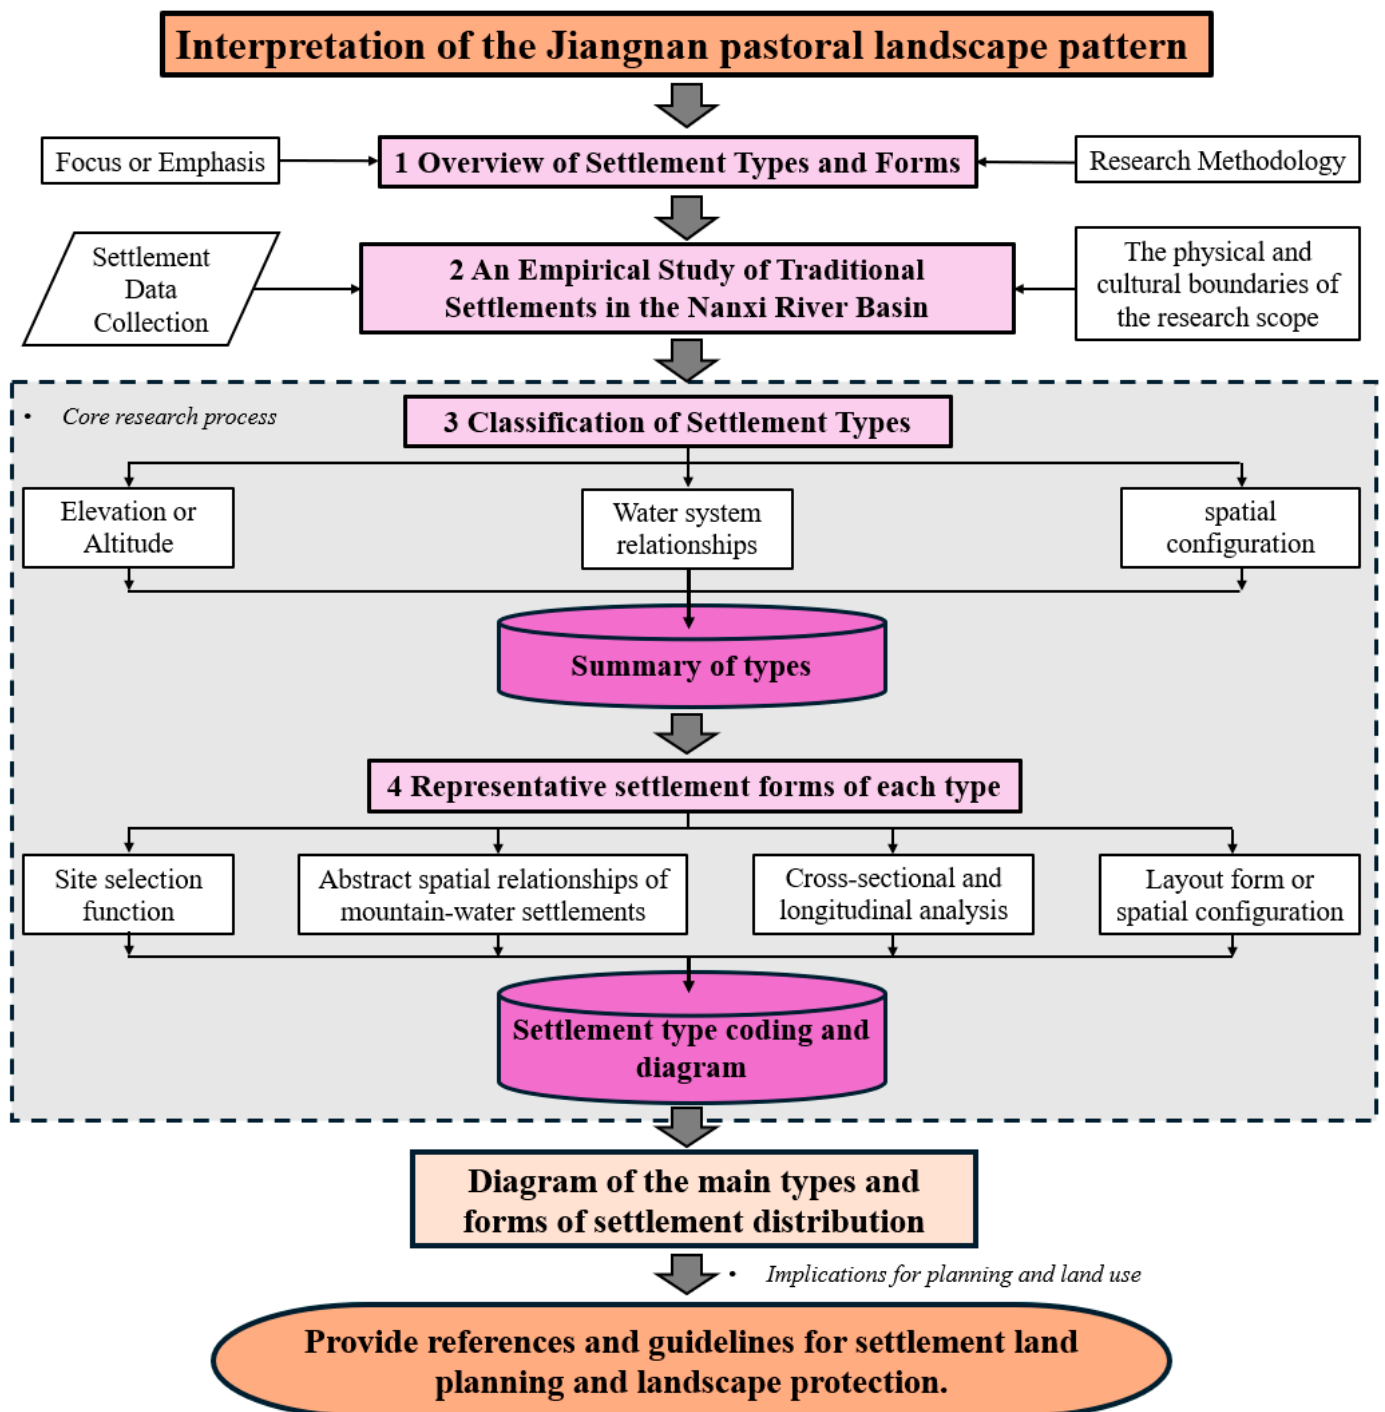 Interpretation of the Jiangnan pastoral landscape pattern
Focus or Emphasis
1 Overview of Settlement Types and Forms
Research Methodology
Settlement
Data
Collection
2 An Empirical Study of Traditional
Settlements in the Nanxi River Basin
The physical and
cultural boundaries of
the research scope
• Core research process
3 Classification of Settlement Types
Elevation or
Altitude
Water system
relationships
spatial
configuration
Summary of types
4 Representative settlement forms of each type
Site selection
function
Abstract spatial relationships of
mountain-water settlements
Cross-sectional and
longitudinal analysis
Layout form or
spatial configuration
Settlement type coding and
diagram
Diagram of the main types and
forms of settlement distribution
• Implications for planning and land use
Provide references and guidelines for settlement land
planning and landscape protection.